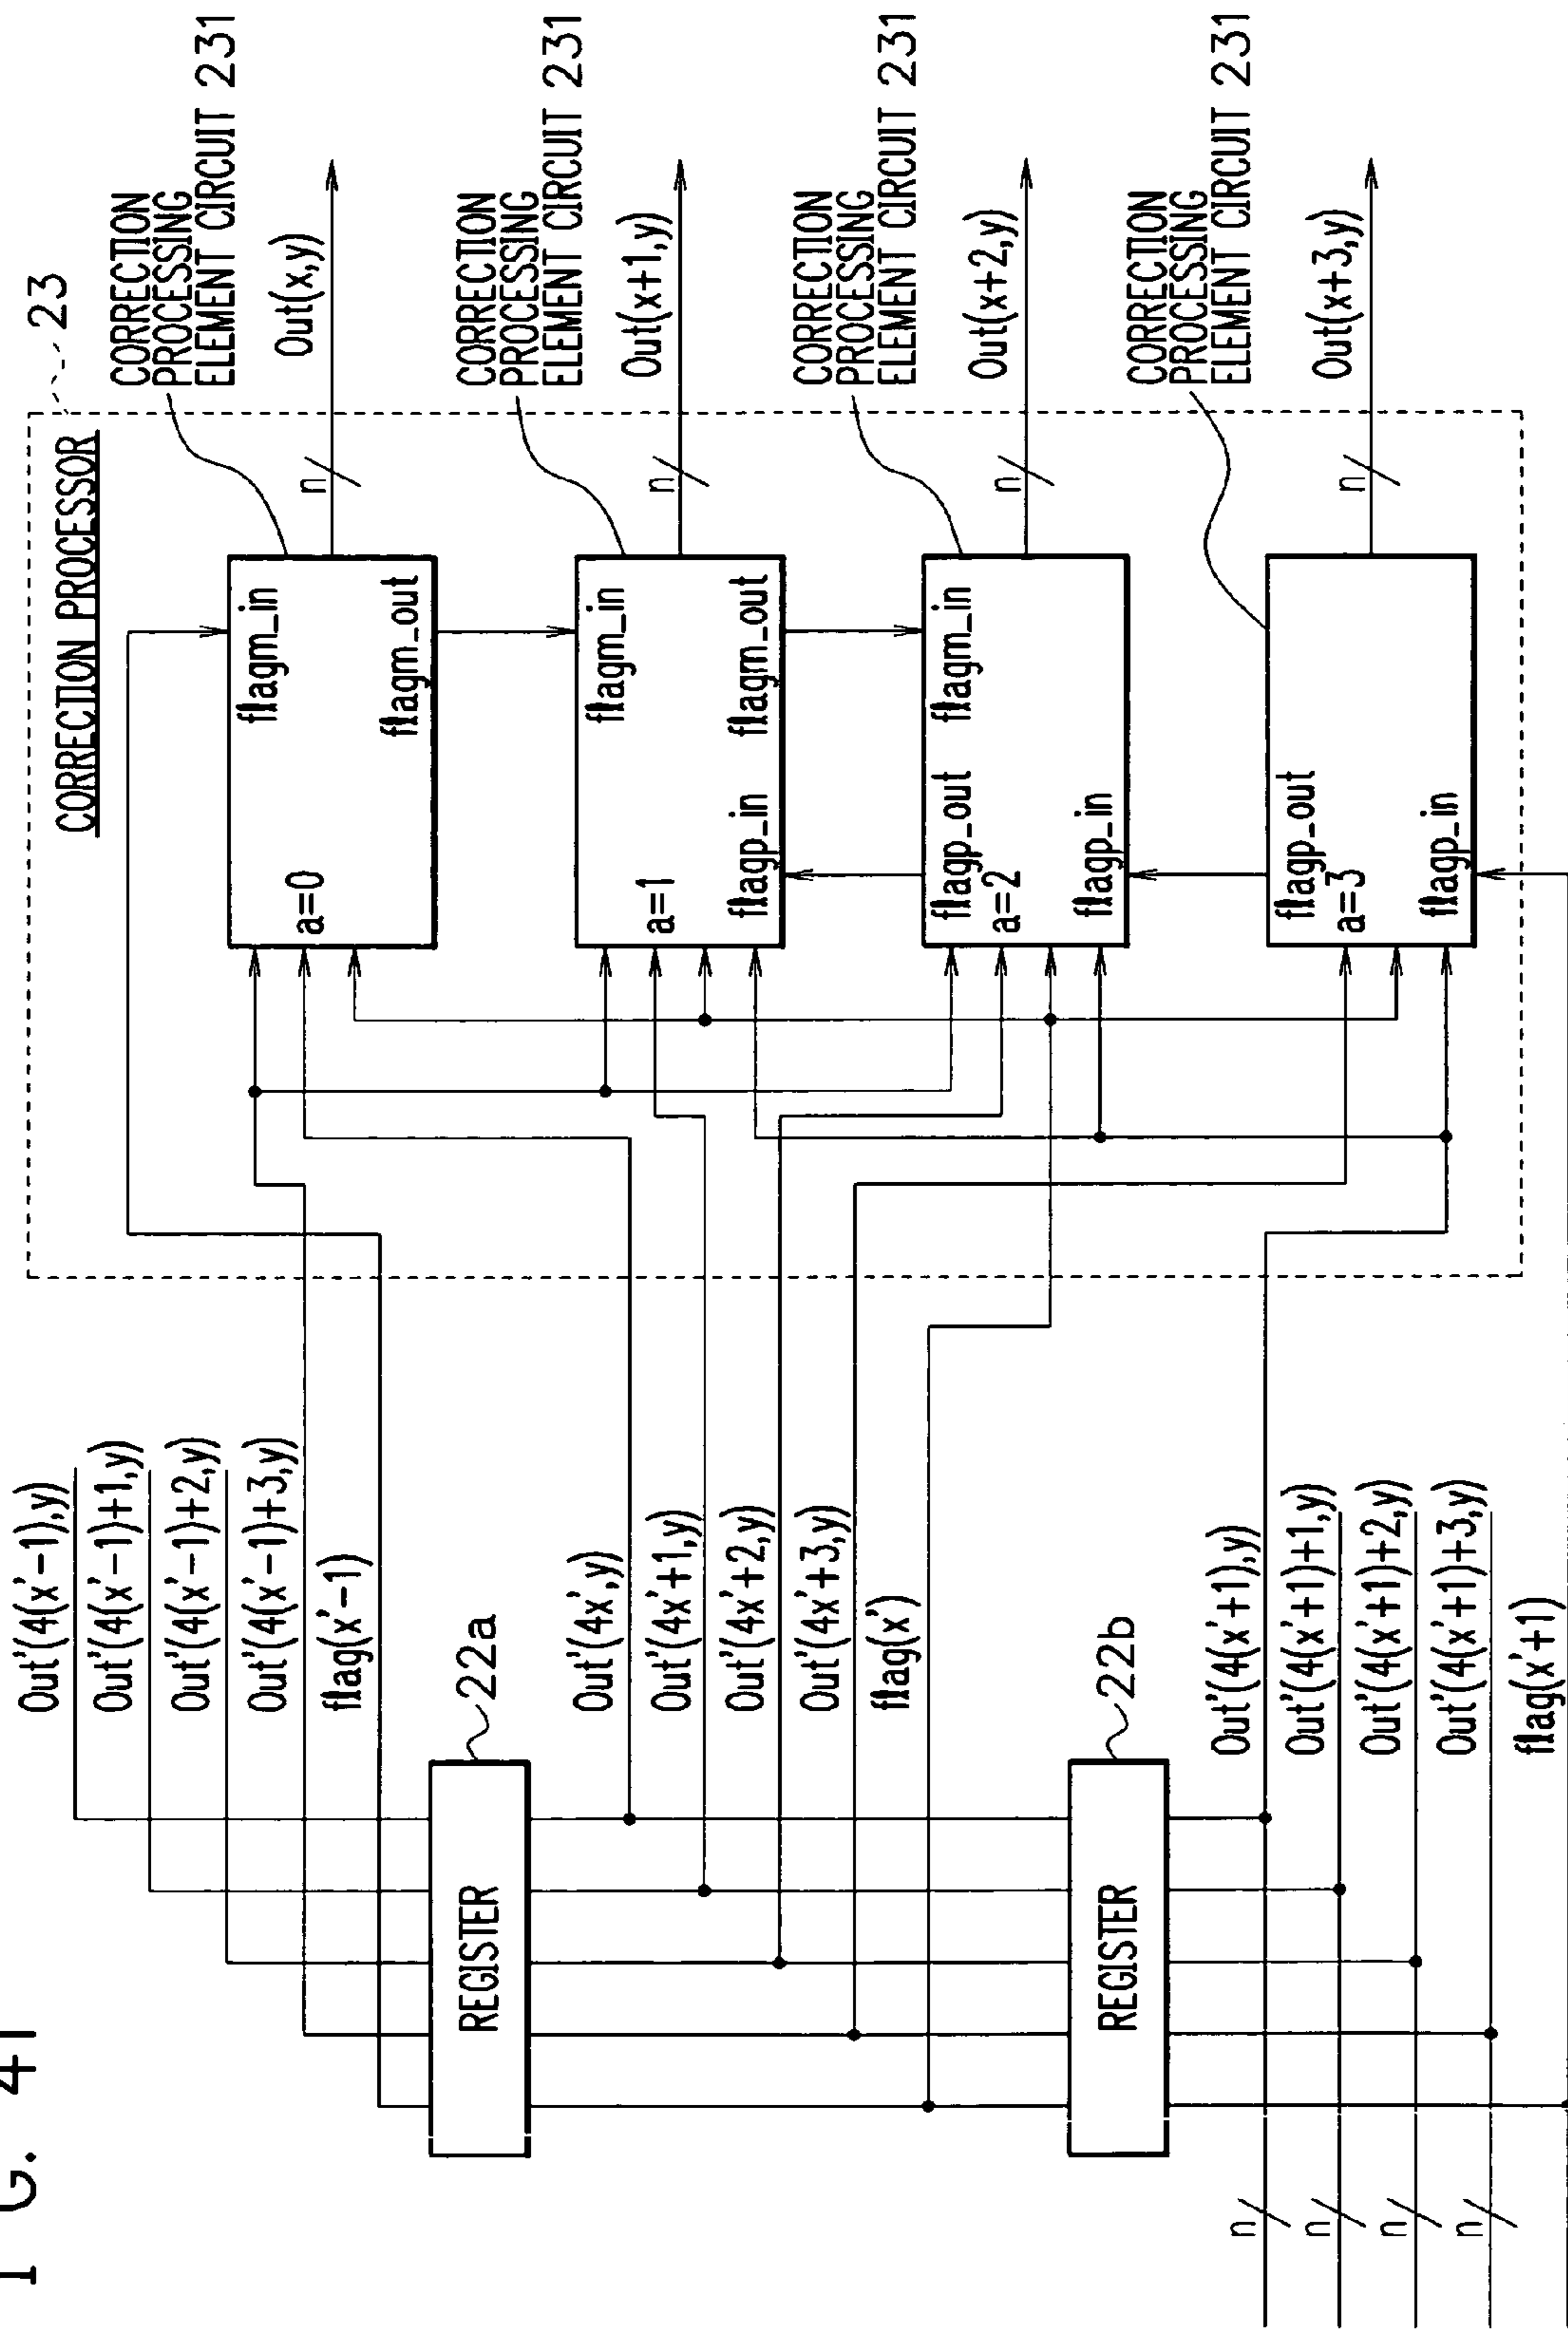 FIG. 41
CORRECTION PROCESSOR
23
CORRECTION
PROCESSING
ELEMENT CIRCUIT 231
Out(x,y)
n
flagm_in
a=0
flagm_out
CORRECTION
PROCESSING
ELEMENT CIRCUIT 231
Out(x+1,y)
n
flagm_in
a=1
flagp_in
flagm_out
CORRECTION
PROCESSING
ELEMENT CIRCUIT 231
Out(x+2,y)
n
flagp_out
flagm_in
a=2
flagp_in
CORRECTION
PROCESSING
ELEMENT CIRCUIT 231
Out(x+3,y)
n
flagp_out
a=3
flagp_in
Out'(4(x'-1),y)
Out'(4(x'-1)+1,y)
Out'(4(x'-1)+2,y)
Out'(4(x'-1)+3,y)
flag(x'-1)
REGISTER
22a
Out'(4x',y)
Out'(4x'+1,y)
Out'(4x'+2,y)
Out'(4x'+3,y)
flag(x')
REGISTER
22b
Out'(4(x'+1),y)
Out'(4(x'+1)+1,y)
Out'(4(x'+1)+2,y)
Out'(4(x'+1)+3,y)
flag(x'+1)
n
n
n
n